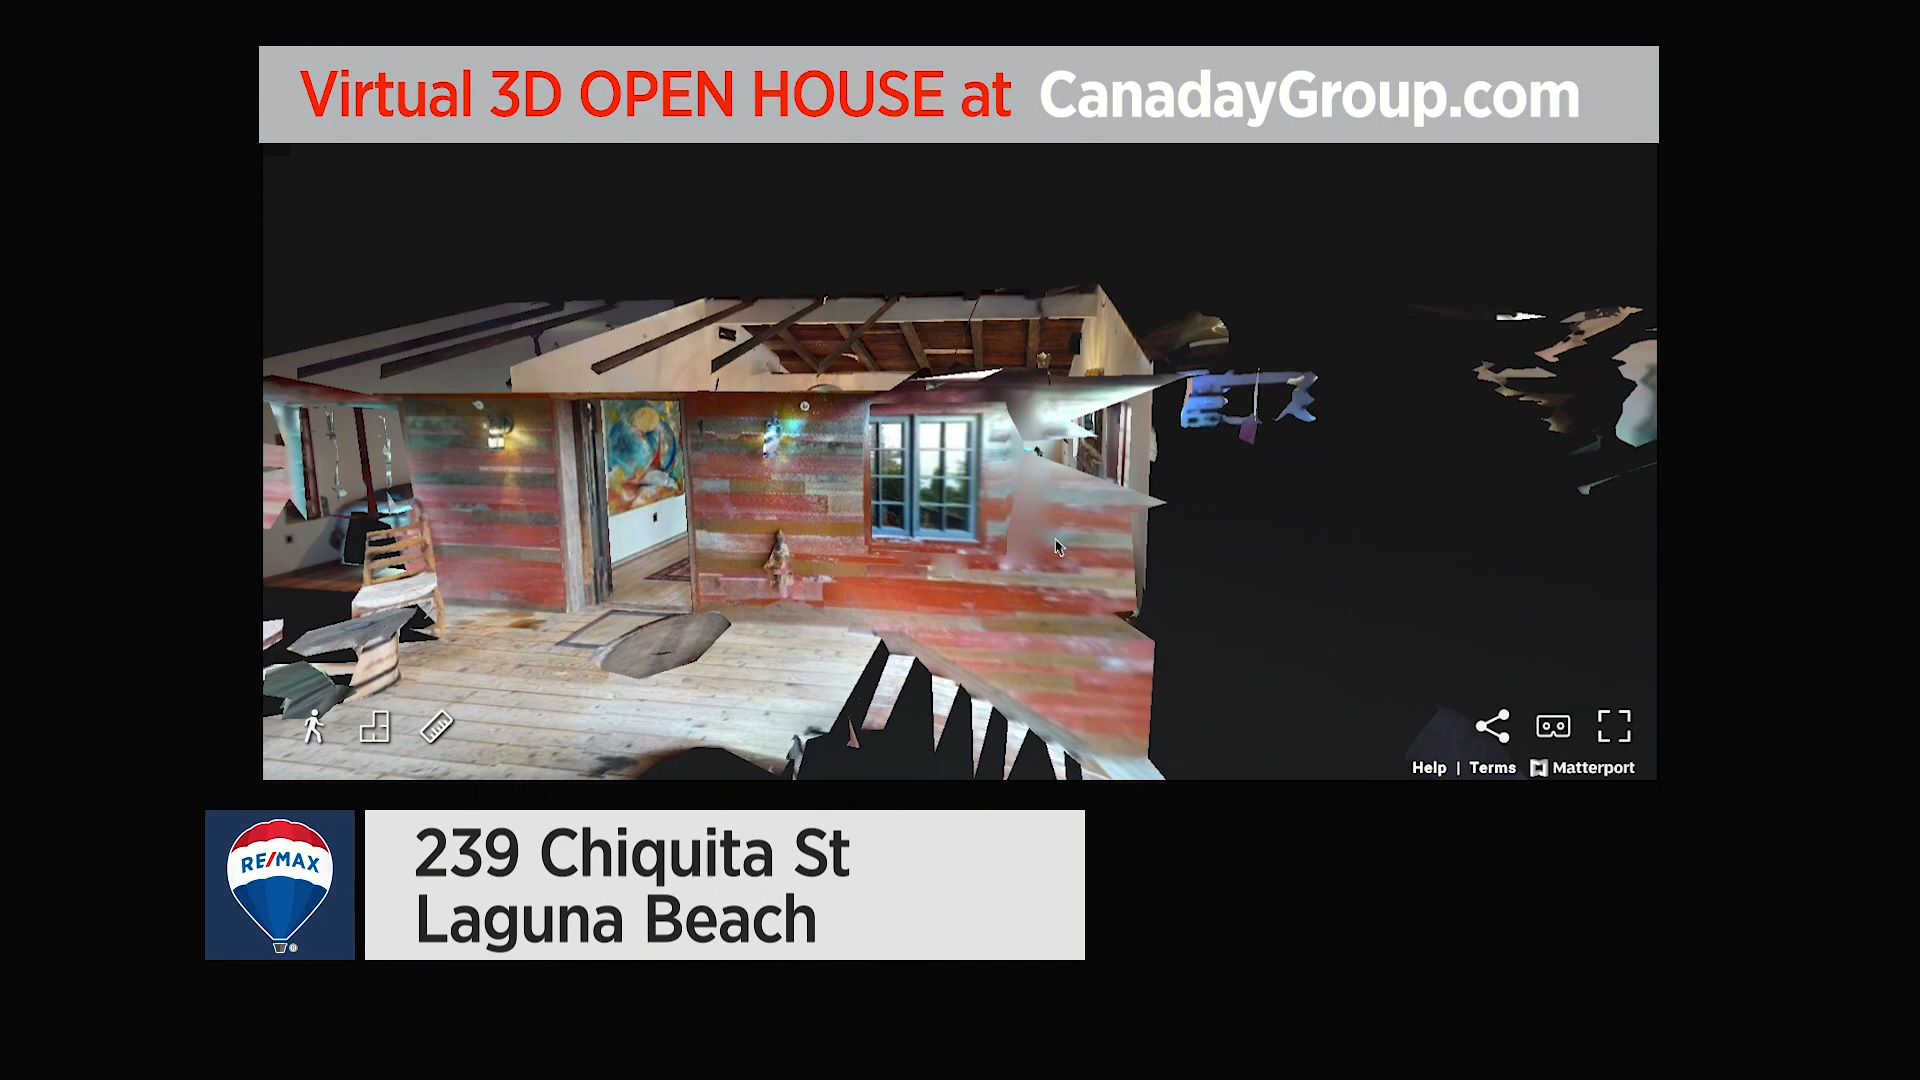 Virtual 3D OPEN HOUSE at CanadayGroup.com
Help | Terms Matterport
RE/MAX
239 Chiquita St
Laguna Beach